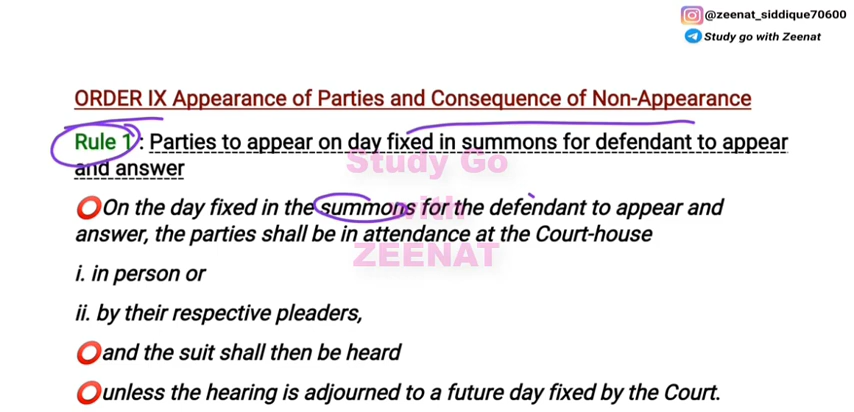 @zeenat_siddique70600
Study go with Zeenat
ORDER IX Appearance of Parties and Consequence of Non-Appearance
Rule 1 : Parties to appear on day fixed in summons for defendant to appear
and answer
Study Go
with
ZEENAT
On the day fixed in the summons for the defendant to appear and
answer, the parties shall be in attendance at the Court-house
i. in person or
ii. by their respective pleaders,
and the suit shall then be heard
unless the hearing is adjourned to a future day fixed by the Court.